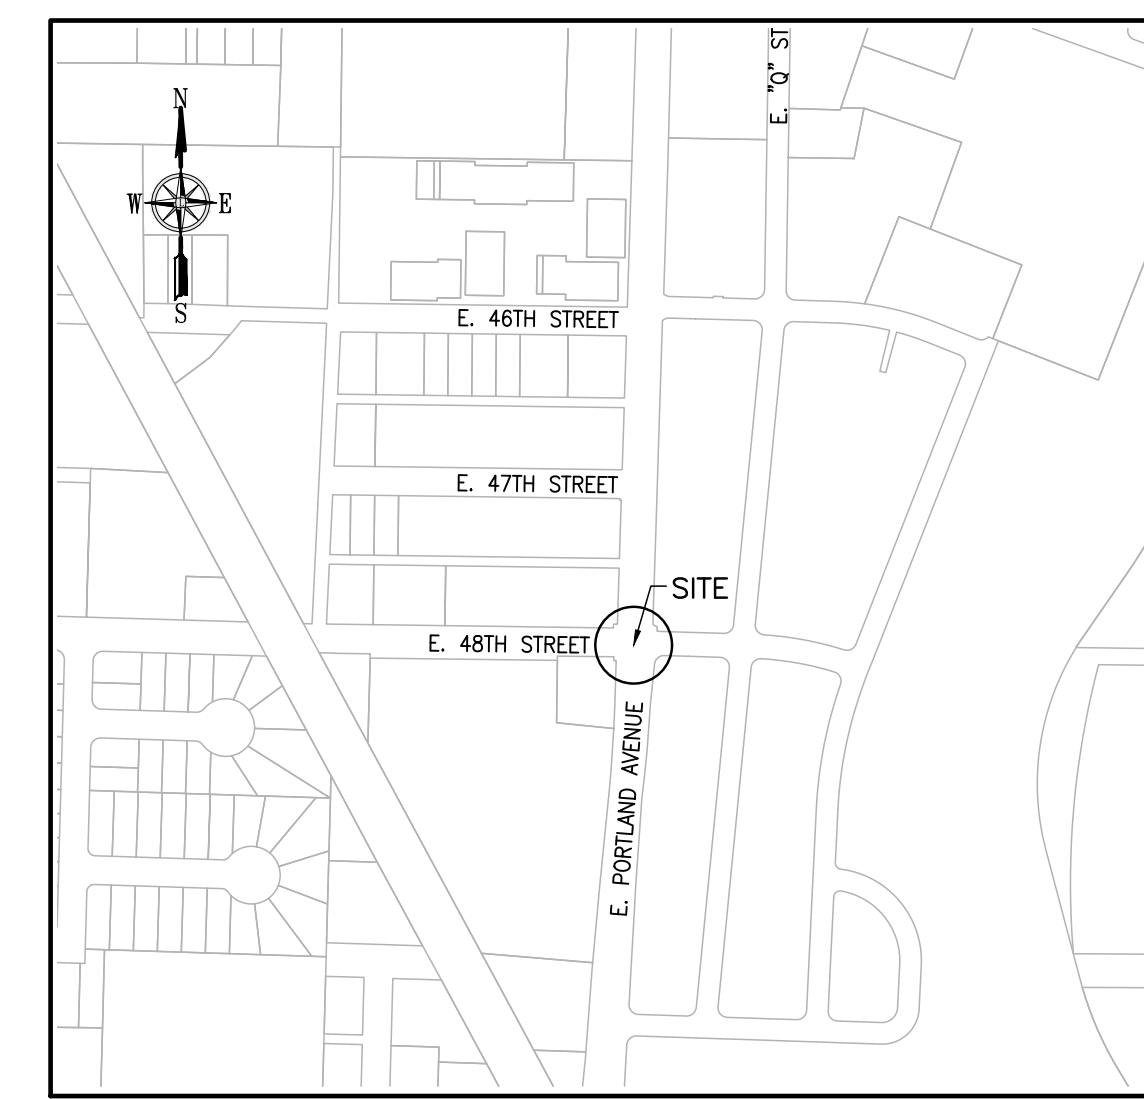 E. "Q" ST
N
W E
S
E. 46TH STREET
E. 47TH STREET
SITE
E. 48TH STREET
E. PORTLAND AVENUE